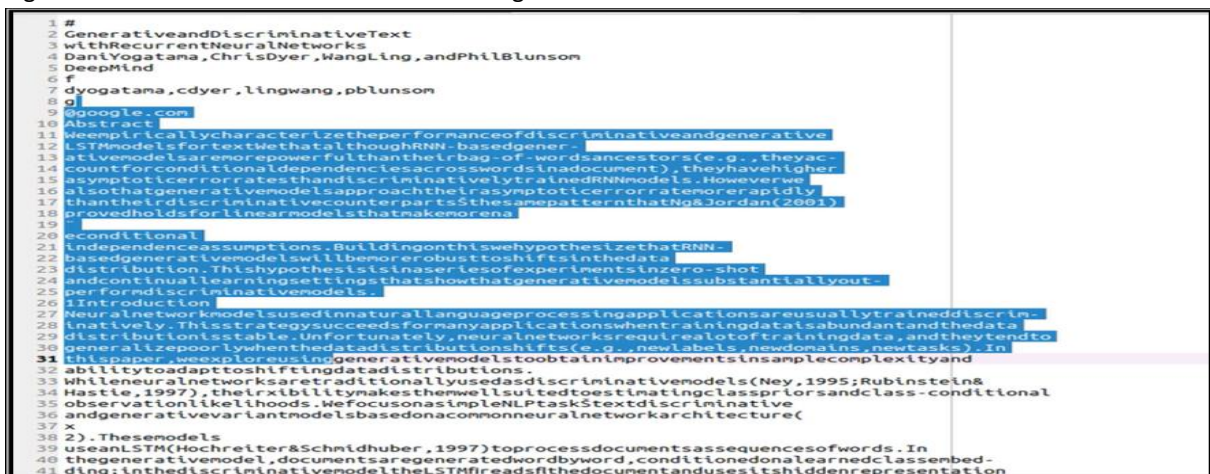 1 #
2 GenerativeandDiscriminativeText
3 withRecurrentNeuralNetworks
4 DaniYogatama,ChrisDyer,WangLing,andPhilBlunsom
5 DeepMind
6 f
7 dyogatama,cdyer,lingwang,pblunsom
8 g
9 @google.com
10 Abstract
11 Weempiricallycharacterizetheperformanceofdiscriminativeandgenerative
12 LSTMmodelsfortextWethatalthoughRNN-basedgener-
13 ativemodelsaremorepowerfulthantheirbag-of-wordsancestors(e.g.,theyac-
14 countforconditionaldependenciesacrosswordsinadocument),theyhavehigher
15 asymptoticerrorratesthandiscriminativelytrainedRNNmodels.Howeverwe
16 alsothatgenerativemodelsapproachtheirasymptoticerrorratemorerapidly
17 thantheirdiscriminativecounterpartsŠthesamepatternthatNg&Jordan(2001)
18 provedholdsforlinearmodelsthatmakemorena
19 ¨
20 econditional
21 independenceassumptions.BuildingonthiswehypothesizethatRNN-
22 basedgenerativemodelswillbemorerobusttoshiftsinthedata
23 distribution.Thishypothesisisinaseriesofexperimentsinzero-shot
24 andcontinuallearningsettingsthatshowthatgenerativemodelssubstantiallyout-
25 performdiscriminativemodels.
26 1Introduction
27 Neuralnetworkmodelsusedinnaturallanguageprocessingapplicationsareusuallytraineddiscrim-
28 inatively.Thisstrategysucceedsformanyapplicationswhentrainingdataisabundantandthedata
29 distributionisstable.Unfortunately,neuralnetworksrequirealotoftrainingdata,andtheytendto
30 generalizepoorlywhenthedatadistributionshifts(e.g.,newlabels,newdomains,newtasks).In
31 thispaper,weexploreusinggenerativemodelstoobtainimprovementsinsamplecomplexityand
32 abilitytoadapttoshiftingdatadistributions.
33 Whileneuralnetworksaretraditionallyusedasdiscriminativemodels(Ney,1995;Rubinstein&
34 Hastie,1997),theirxibilitymakesthemwellsuitedtoestimatingclasspriorsandclass-conditional
35 observationlikelihoods.WefocusonasimpleNLPtaskŠtextdiscriminative
36 andgenerativevariantmodelsbasedonacommonneuralnetworkarchitecture(
37 x
38 2).Thesemodels
39 useanLSTM(Hochreiter&Schmidhuber,1997)toprocessdocumentsassequencesofwords.In
40 thegenerativemodel,documentsaregeneratedwordbyword,conditionedonalearnedclassembed-
41 ding;inthediscriminativemodeltheLSTMfireadsflthedocumentandusesitshiddenrepresentation